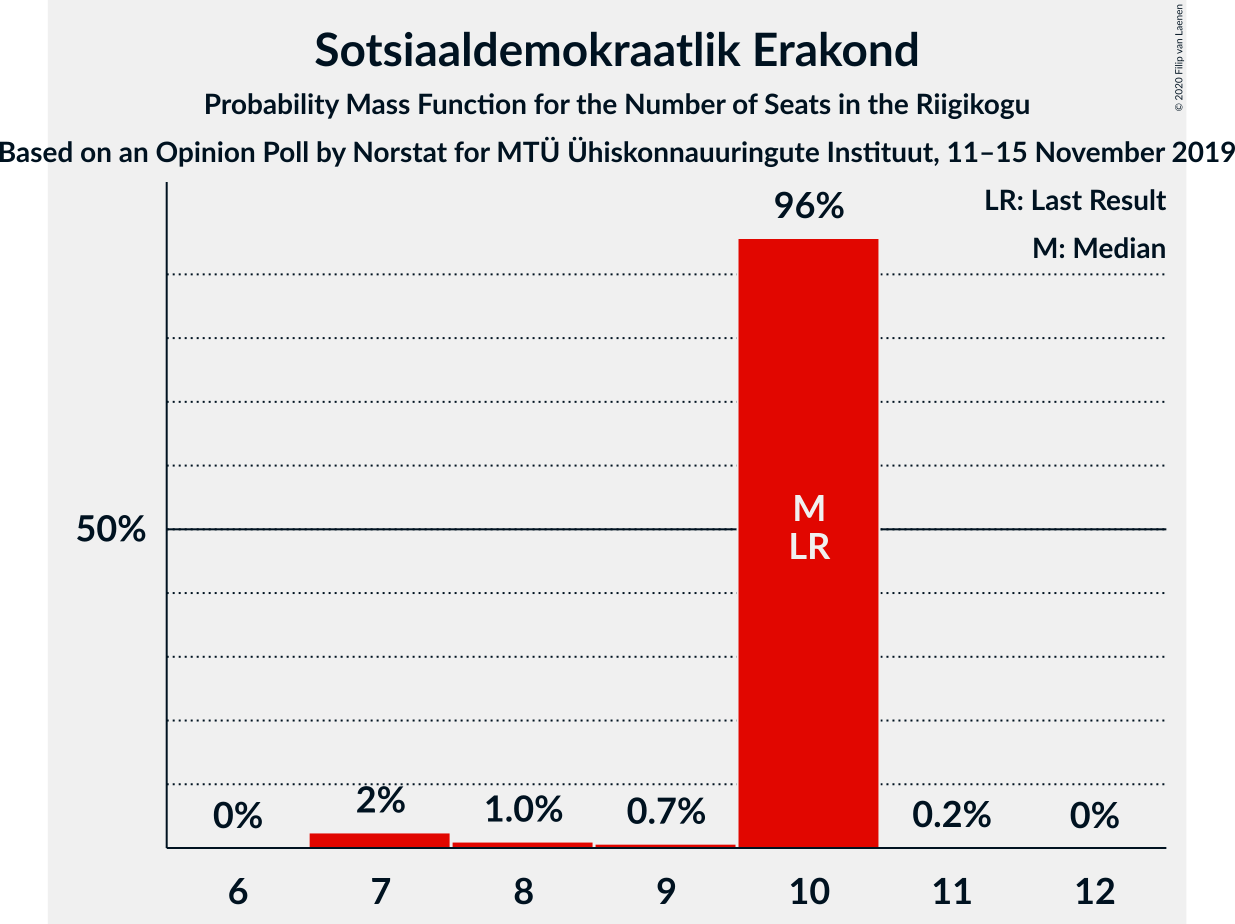 Sotsiaaldemokraatlik Erakond
Probability Mass Function for the Number of Seats in the Riigikogu
Based on an Opinion Poll by Norstat for MTÜ Ühiskonnauuringute Instituut, 11–15 November 2019
© 2020 Filip van Laenen
LR: Last Result
M: Median
96%
50%
M
LR
0%
2%
1.0%
0.7%
0.2%
0%
6 7 8 9 10 11 12